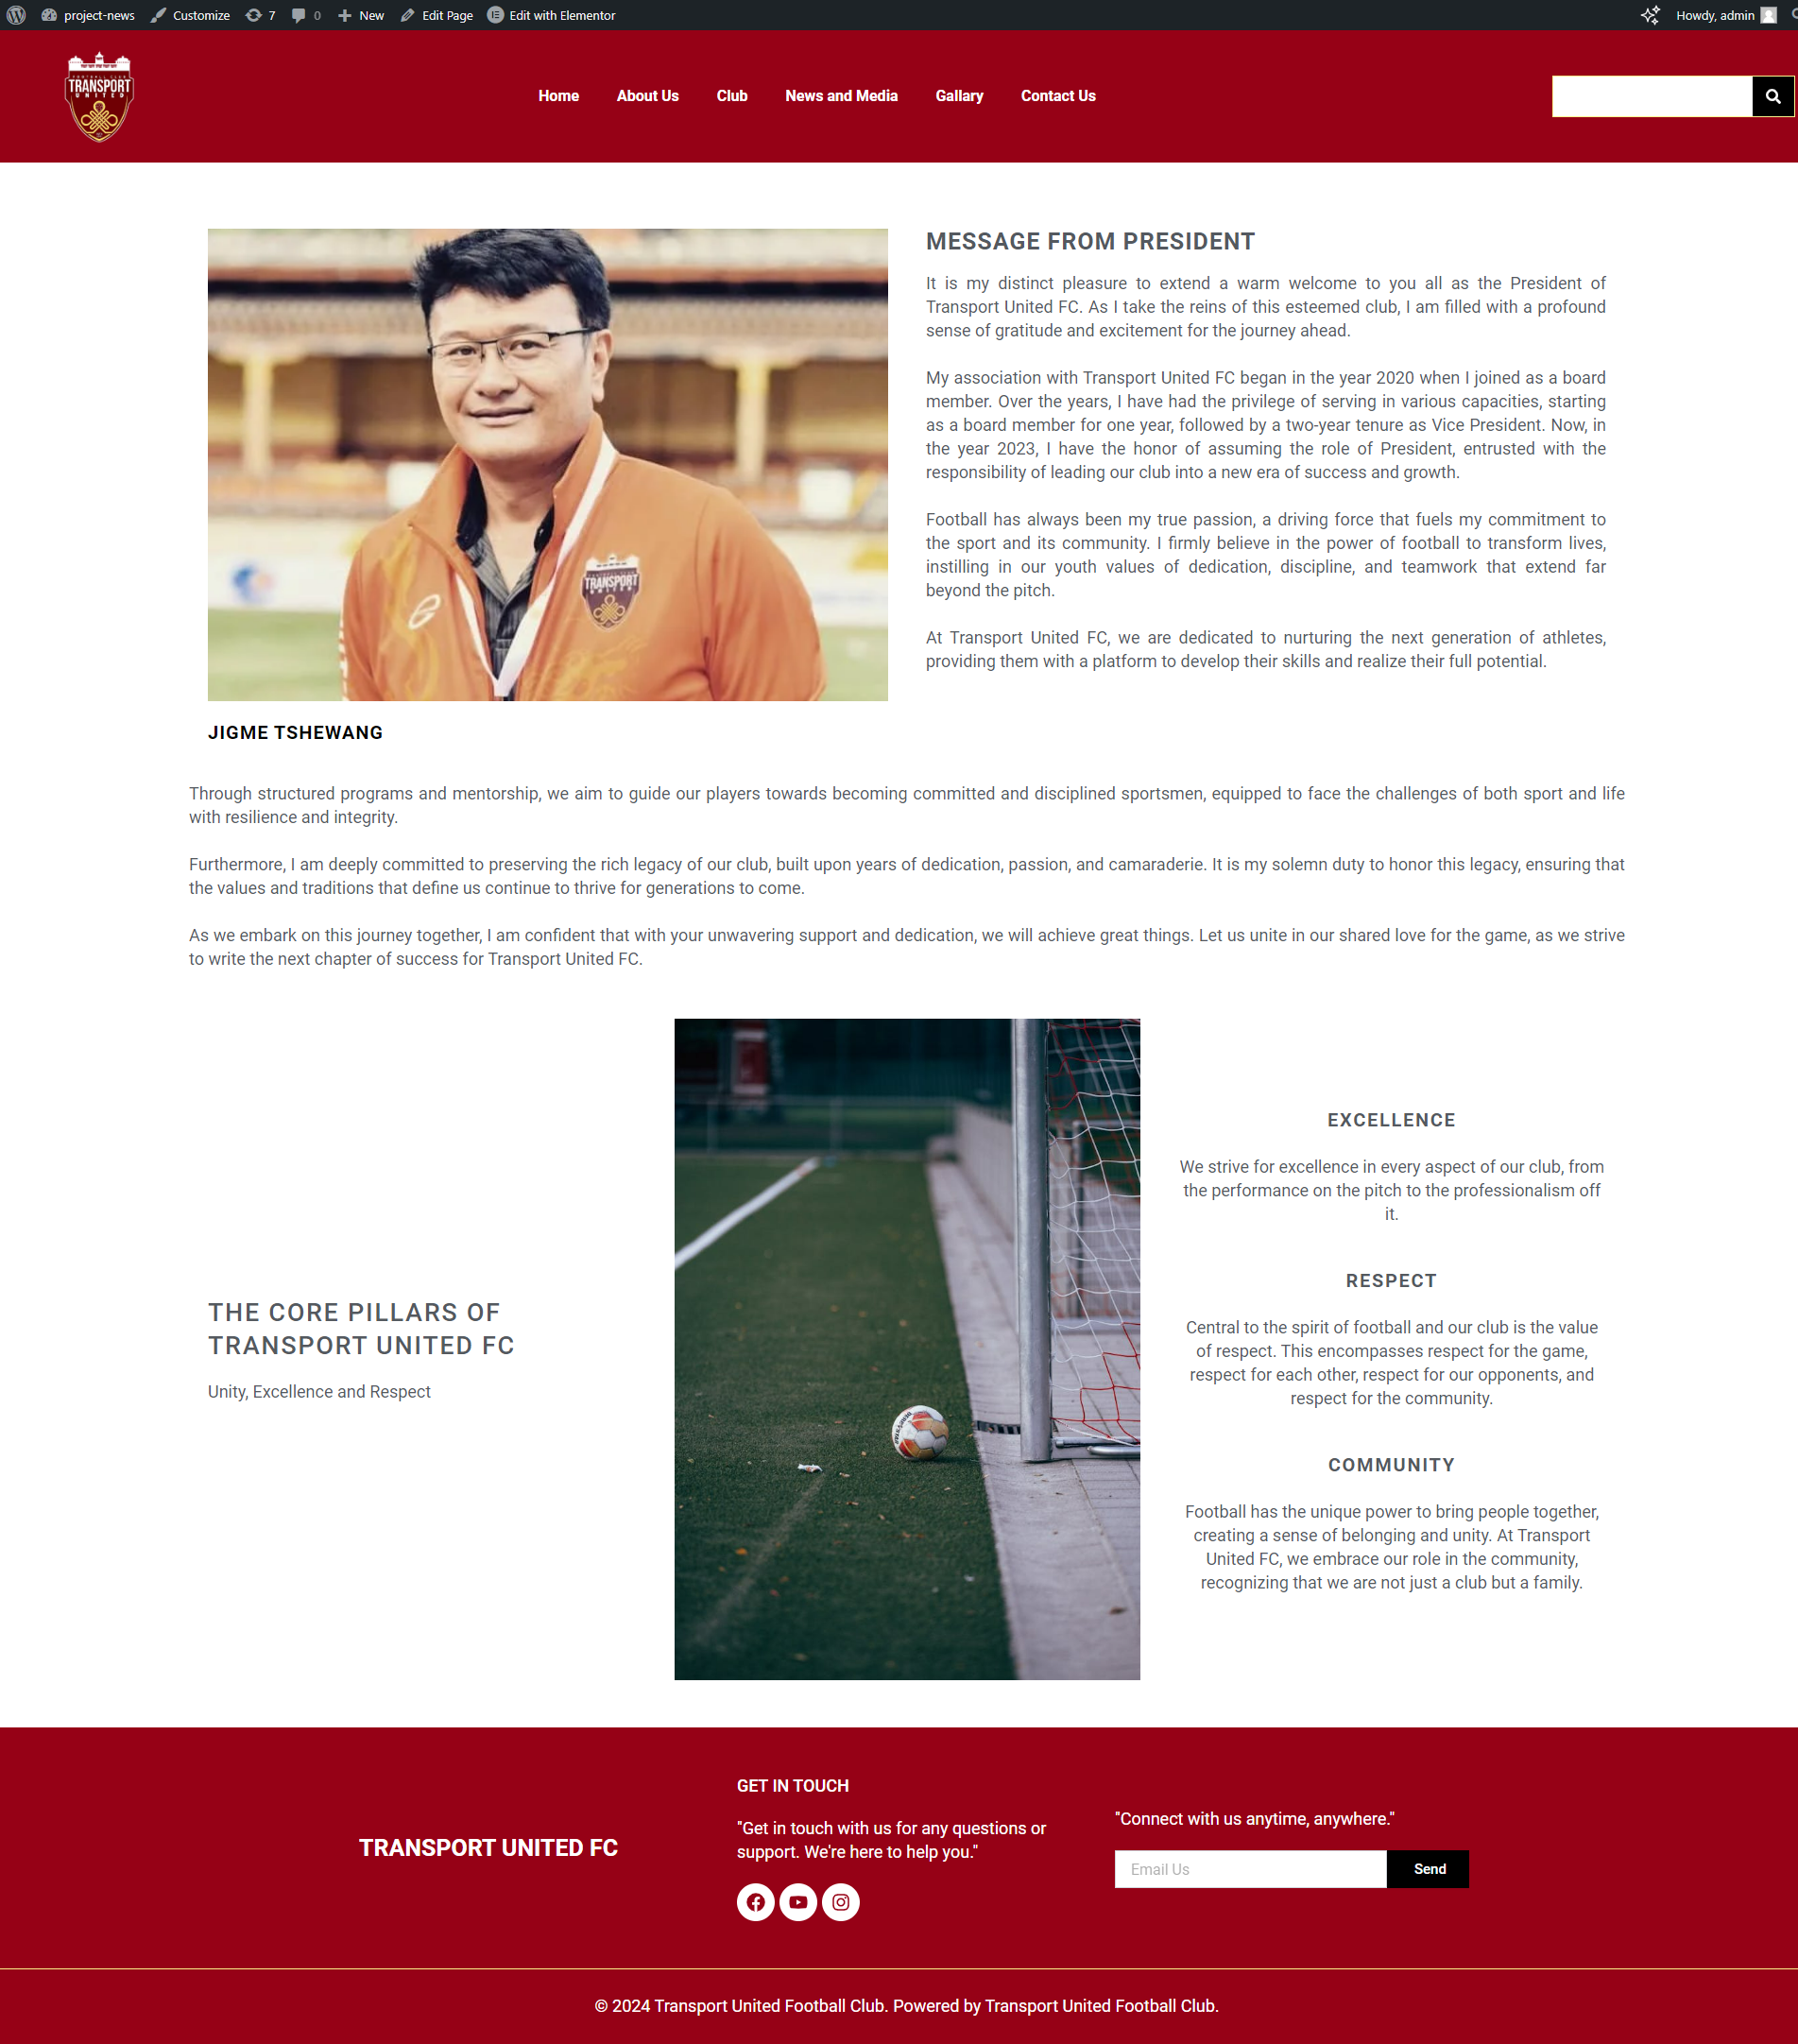 project-news Customize 7 0 New Edit Page Edit with Elementor Howdy, admin
FOOTBALL CLUB
TRANSPORT
UNITED
Home About Us Club News and Media Gallary Contact Us
MESSAGE FROM PRESIDENT
It is my distinct pleasure to extend a warm welcome to you all as the President of
Transport United FC. As I take the reins of this esteemed club, I am filled with a profound
sense of gratitude and excitement for the journey ahead.
My association with Transport United FC began in the year 2020 when I joined as a board
member. Over the years, I have had the privilege of serving in various capacities, starting
as a board member for one year, followed by a two-year tenure as Vice President. Now, in
the year 2023, I have the honor of assuming the role of President, entrusted with the
responsibility of leading our club into a new era of success and growth.
Football has always been my true passion, a driving force that fuels my commitment to
the sport and its community. I firmly believe in the power of football to transform lives,
instilling in our youth values of dedication, discipline, and teamwork that extend far
beyond the pitch.
At Transport United FC, we are dedicated to nurturing the next generation of athletes,
providing them with a platform to develop their skills and realize their full potential.
TRANSPORT
UNITED
JIGME TSHEWANG
Through structured programs and mentorship, we aim to guide our players towards becoming committed and disciplined sportsmen, equipped to face the challenges of both sport and life
with resilience and integrity.
Furthermore, I am deeply committed to preserving the rich legacy of our club, built upon years of dedication, passion, and camaraderie. It is my solemn duty to honor this legacy, ensuring that
the values and traditions that define us continue to thrive for generations to come.
As we embark on this journey together, I am confident that with your unwavering support and dedication, we will achieve great things. Let us unite in our shared love for the game, as we strive
to write the next chapter of success for Transport United FC.
THE CORE PILLARS OF
TRANSPORT UNITED FC
Unity, Excellence and Respect
EXCELLENCE
We strive for excellence in every aspect of our club, from
the performance on the pitch to the professionalism off
it.
RESPECT
Central to the spirit of football and our club is the value
of respect. This encompasses respect for the game,
respect for each other, respect for our opponents, and
respect for the community.
COMMUNITY
Football has the unique power to bring people together,
creating a sense of belonging and unity. At Transport
United FC, we embrace our role in the community,
recognizing that we are not just a club but a family.
TRANSPORT UNITED FC
GET IN TOUCH
"Get in touch with us for any questions or
support. We're here to help you."
"Connect with us anytime, anywhere."
Email Us Send
© 2024 Transport United Football Club. Powered by Transport United Football Club.